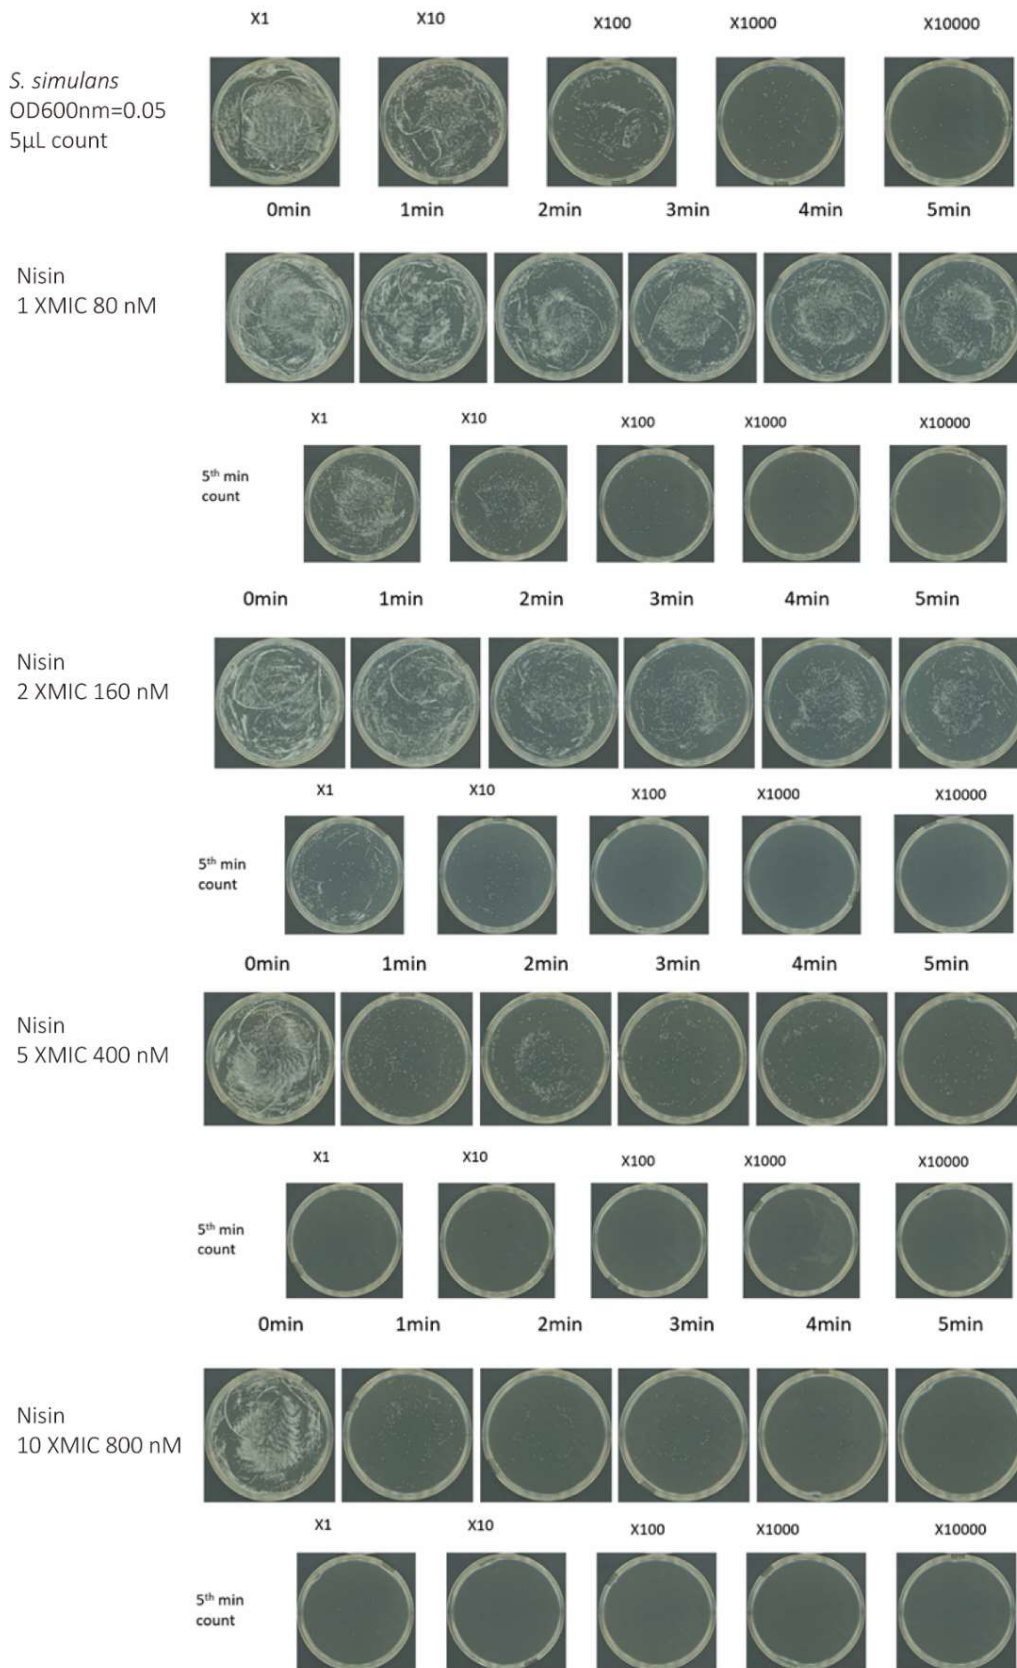 X1 X10 X100 X1000 X10000
S. simulans
OD600nm=0.05
5µL count
0min 1min 2min 3min 4min 5min
Nisin
1 XMIC 80 nM
X1 X10 X100 X1000 X10000
5th min
count
0min 1min 2min 3min 4min 5min
Nisin
2 XMIC 160 nM
X1 X10 X100 X1000 X10000
5th min
count
0min 1min 2min 3min 4min 5min
Nisin
5 XMIC 400 nM
X1 X10 X100 X1000 X10000
5th min
count
0min 1min 2min 3min 4min 5min
Nisin
10 XMIC 800 nM
X1 X10 X100 X1000 X10000
5th min
count